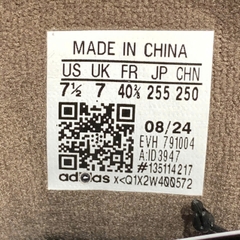 MADE IN CHINA
US UK FR JP CHN
7½ 7 40⅔ 255 250
08/24
EVH 791004
A:ID3947
#135114217
adidas x<Q1X2W400572